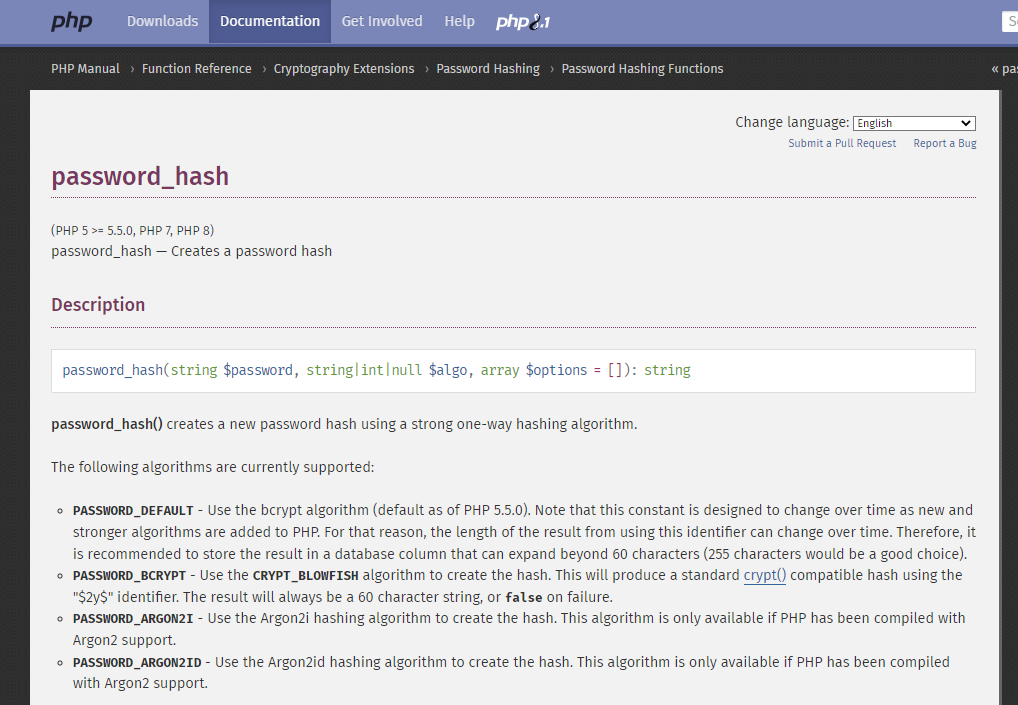 php Downloads Documentation Get Involved Help php8.1
PHP Manual › Function Reference › Cryptography Extensions › Password Hashing › Password Hashing Functions «
Change language: English
Submit a Pull Request Report a Bug
password_hash
(PHP 5 >= 5.5.0, PHP 7, PHP 8)
password_hash — Creates a password hash
Description
password_hash(string $password, string|int|null $algo, array $options = []): string
password_hash() creates a new password hash using a strong one-way hashing algorithm.
The following algorithms are currently supported:
PASSWORD_DEFAULT - Use the bcrypt algorithm (default as of PHP 5.5.0). Note that this constant is designed to change over time as new and
stronger algorithms are added to PHP. For that reason, the length of the result from using this identifier can change over time. Therefore, it
is recommended to store the result in a database column that can expand beyond 60 characters (255 characters would be a good choice).
PASSWORD_BCRYPT - Use the CRYPT_BLOWFISH algorithm to create the hash. This will produce a standard crypt() compatible hash using the
"$2y$" identifier. The result will always be a 60 character string, or false on failure.
PASSWORD_ARGON2I - Use the Argon2i hashing algorithm to create the hash. This algorithm is only available if PHP has been compiled with
Argon2 support.
PASSWORD_ARGON2ID - Use the Argon2id hashing algorithm to create the hash. This algorithm is only available if PHP has been compiled
with Argon2 support.